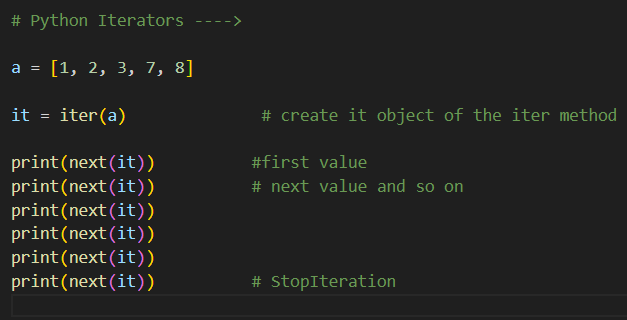 # Python Iterators ---->
a = [1, 2, 3, 7, 8]
it = iter(a)    # create it object of the iter method
print(next(it))    #first value
print(next(it))    # next value and so on
print(next(it))
print(next(it))
print(next(it))
print(next(it))    # StopIteration